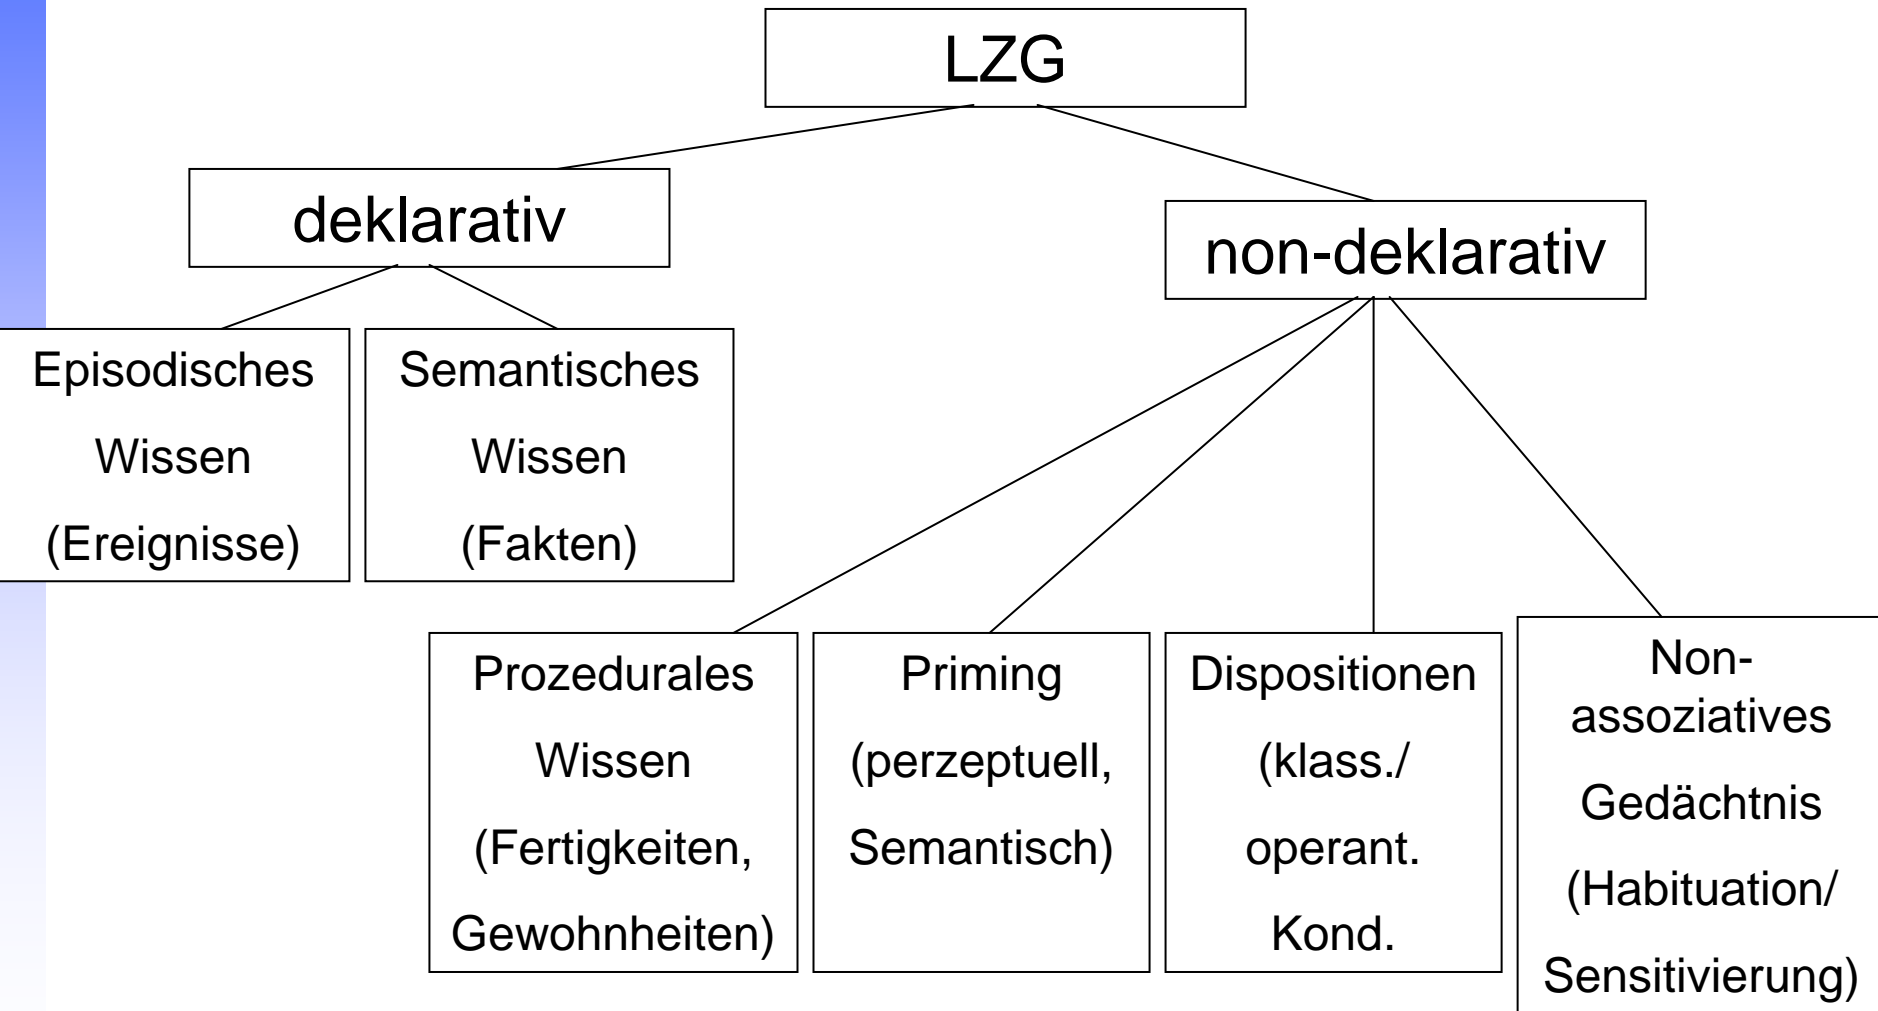 LZG
deklarativ
non-deklarativ
Episodisches
Wissen
(Ereignisse)
Semantisches
Wissen
(Fakten)
Prozedurales
Wissen
(Fertigkeiten,
Gewohnheiten)
Priming
(perzeptuell,
Semantisch)
Dispositionen
(klass./
operant.
Kond.
Non-
assoziatives
Gedächtnis
(Habituation/
Sensitivierung)